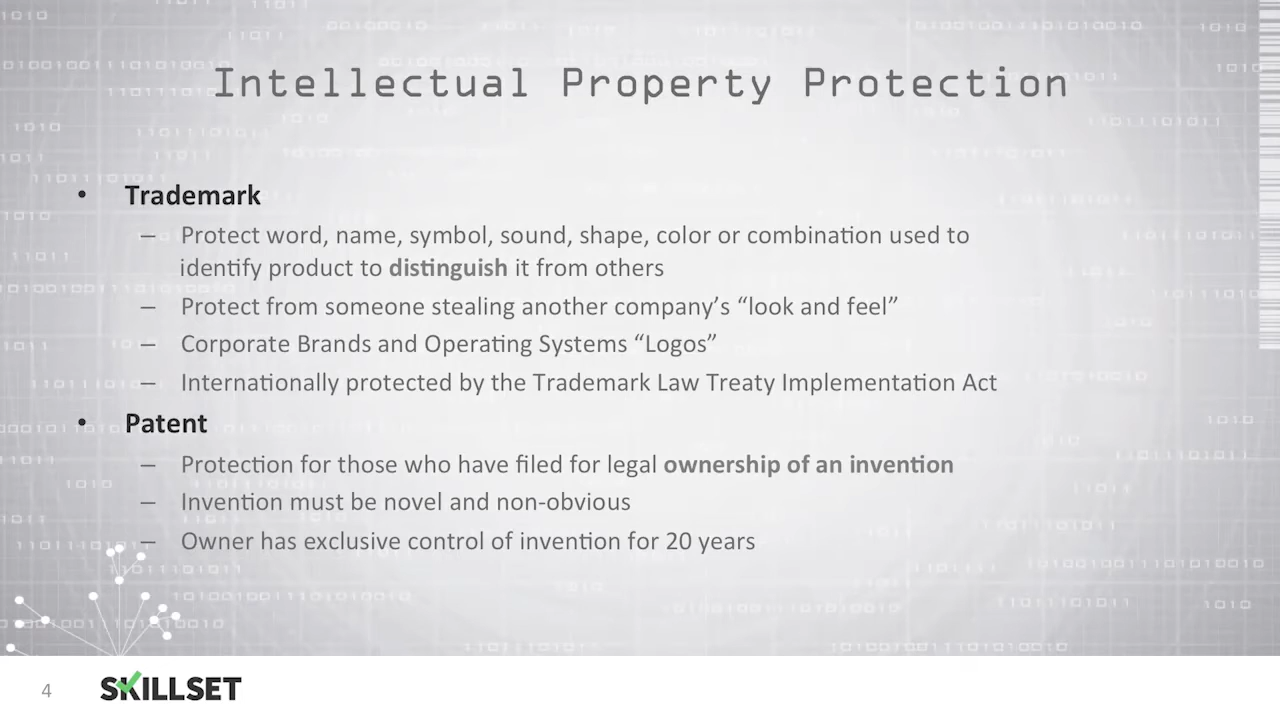 Intellectual Property Protection
• Trademark
– Protect word, name, symbol, sound, shape, color or combination used to
identify product to distinguish it from others
– Protect from someone stealing another company’s “look and feel”
– Corporate Brands and Operating Systems “Logos”
– Internationally protected by the Trademark Law Treaty Implementation Act
• Patent
– Protection for those who have filed for legal ownership of an invention
– Invention must be novel and non-obvious
– Owner has exclusive control of invention for 20 years
4
SKILLSET